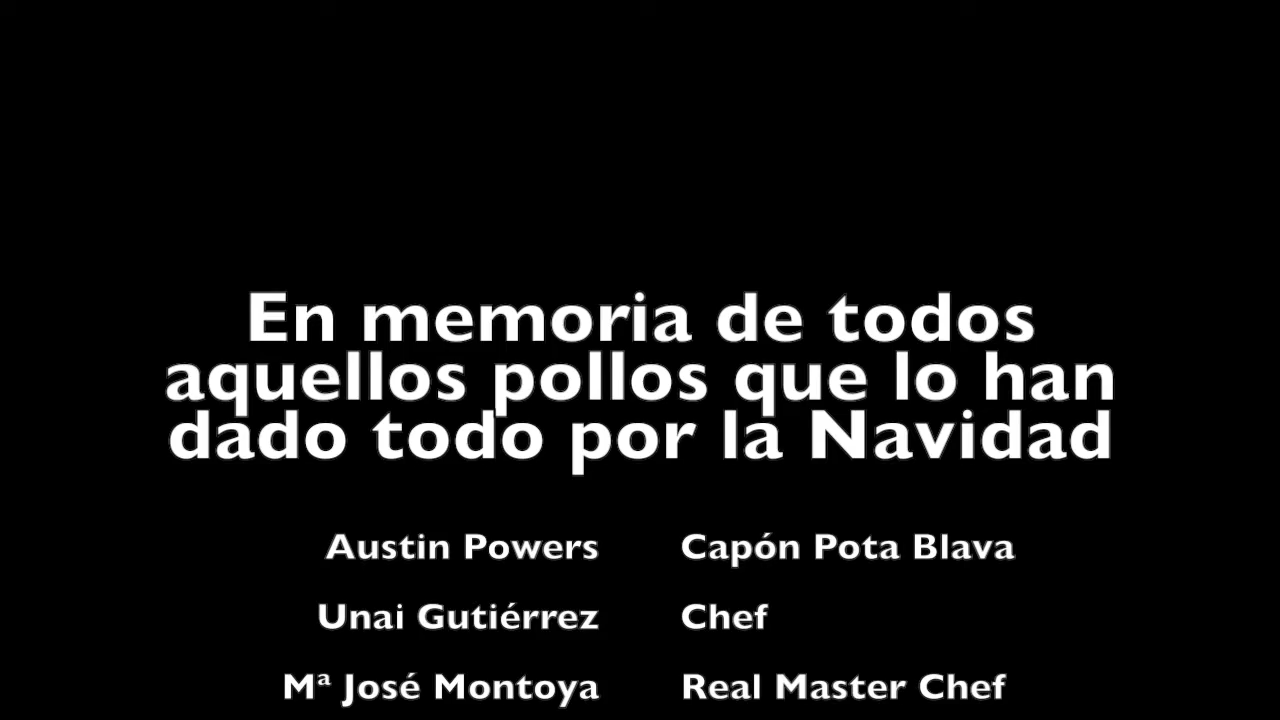 En memoria de todos
aquellos pollos que lo han
dado todo por la Navidad
Austin Powers Capón Pota Blava
Unai Gutiérrez Chef
Mª José Montoya Real Master Chef